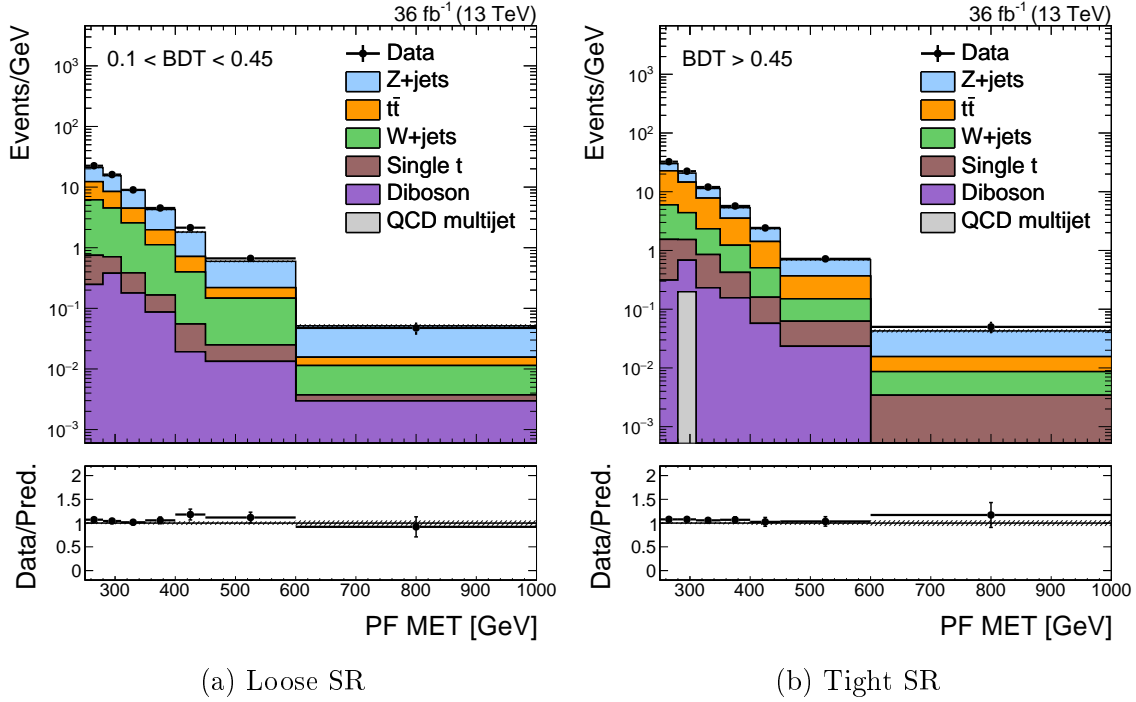 36 fb⁻¹ (13 TeV)
0.1 < BDT < 0.45
Events/GeV
10³
10²
10
1
10⁻¹
10⁻²
10⁻³
Data
Z+jets
tt̄
W+jets
Single t
Diboson
QCD multijet
Data/Pred.
2
1.5
1
0.5
0
300 400 500 600 700 800 900 1000
PF MET [GeV]
(a) Loose SR
36 fb⁻¹ (13 TeV)
BDT > 0.45
Events/GeV
10³
10²
10
1
10⁻¹
10⁻²
10⁻³
Data
Z+jets
tt̄
W+jets
Single t
Diboson
QCD multijet
Data/Pred.
2
1.5
1
0.5
0
300 400 500 600 700 800 900 1000
PF MET [GeV]
(b) Tight SR